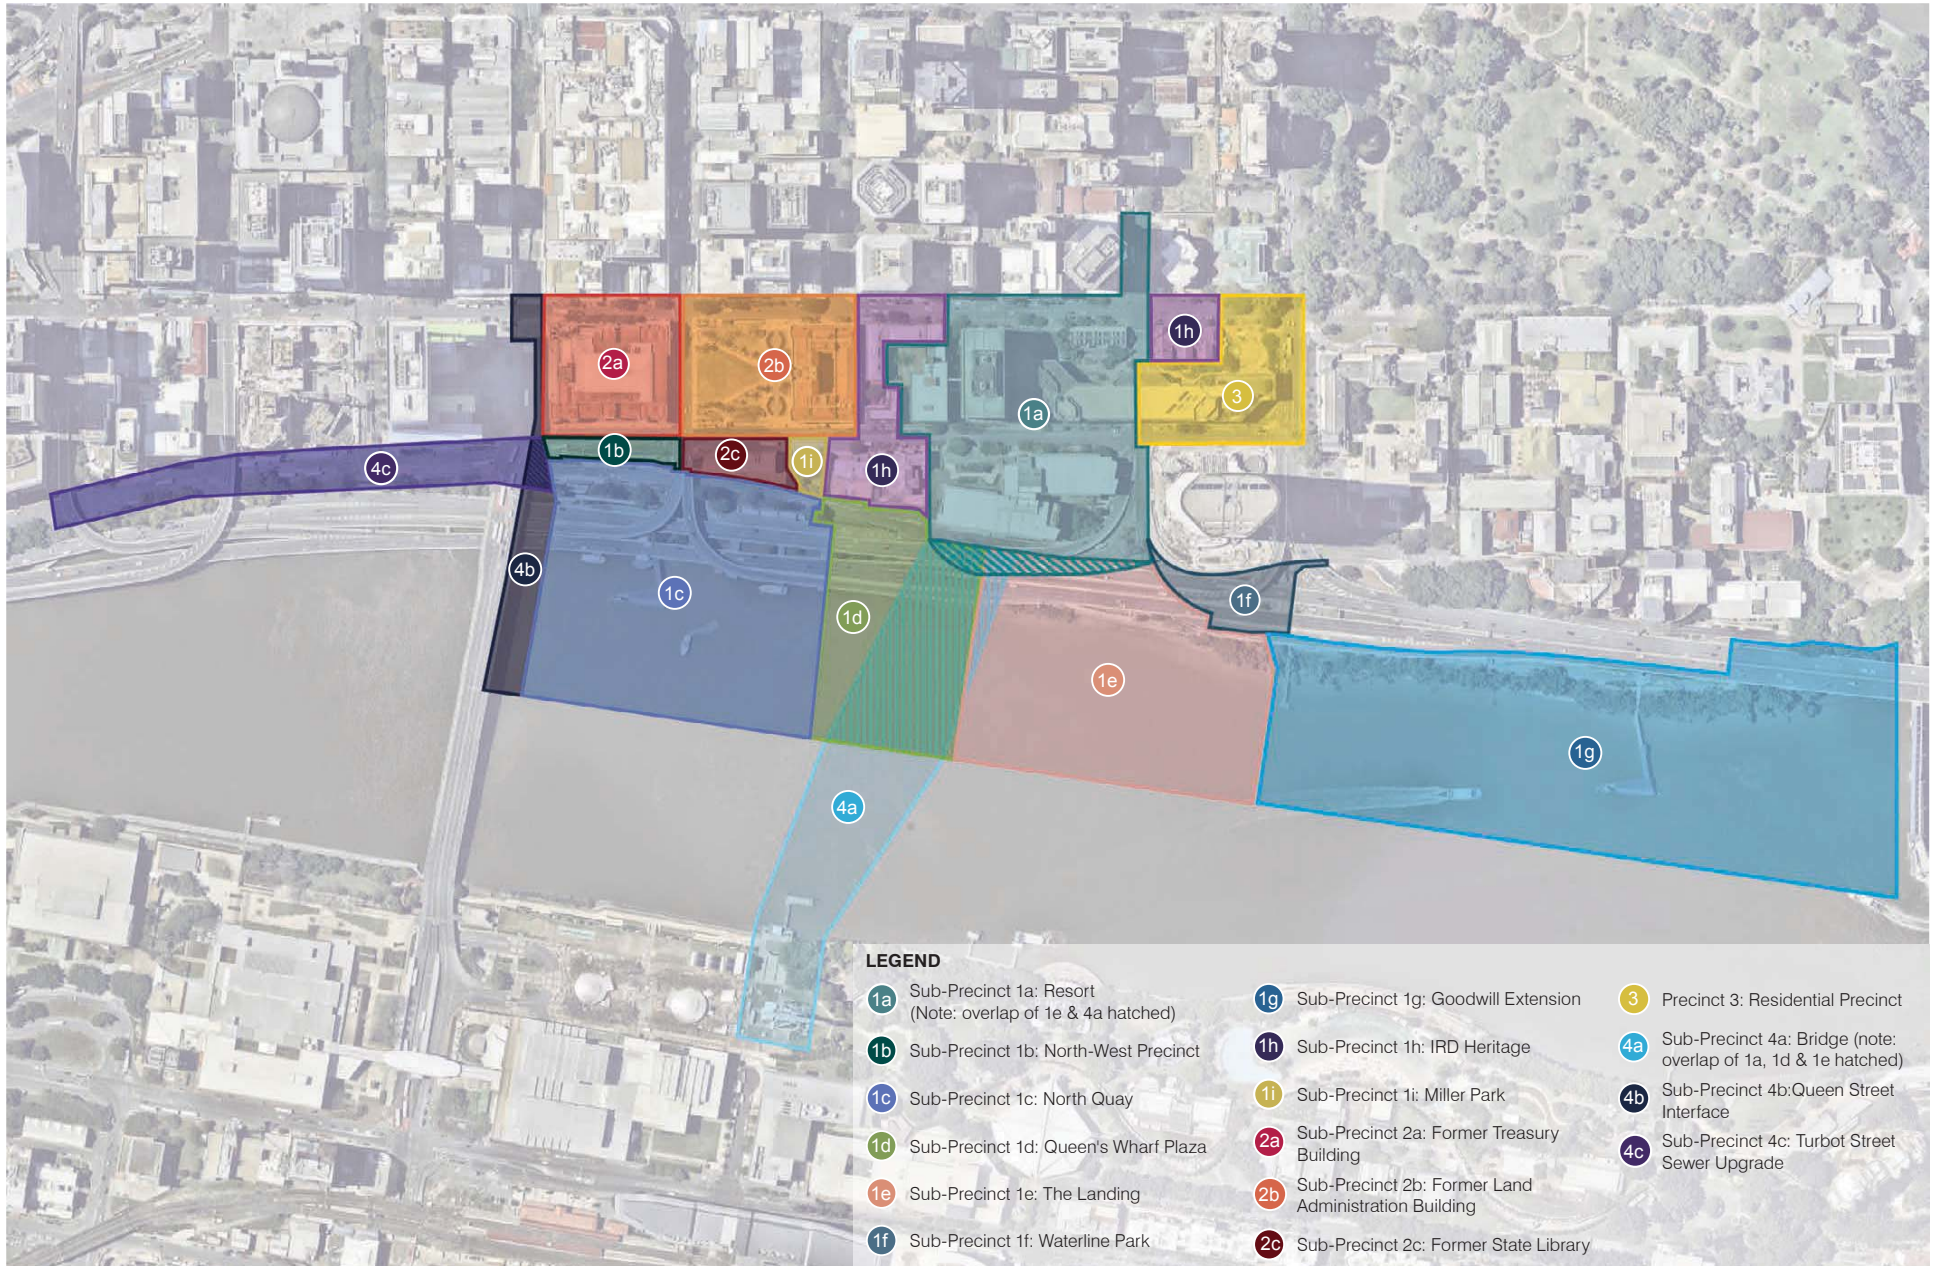 2a
2b
1h
1a
3
1b
2c
1i
1h
4c
4b
1c
1d
1f
1e
1g
4a
LEGEND
1a Sub-Precinct 1a: Resort
(Note: overlap of 1e & 4a hatched)
1b Sub-Precinct 1b: North-West Precinct
1c Sub-Precinct 1c: North Quay
1d Sub-Precinct 1d: Queen's Wharf Plaza
1e Sub-Precinct 1e: The Landing
1f Sub-Precinct 1f: Waterline Park
1g Sub-Precinct 1g: Goodwill Extension
1h Sub-Precinct 1h: IRD Heritage
1i Sub-Precinct 1i: Miller Park
2a Sub-Precinct 2a: Former Treasury
Building
2b Sub-Precinct 2b: Former Land
Administration Building
2c Sub-Precinct 2c: Former State Library
3 Precinct 3: Residential Precinct
4a Sub-Precinct 4a: Bridge (note:
overlap of 1a, 1d & 1e hatched)
4b Sub-Precinct 4b:Queen Street
Interface
4c Sub-Precinct 4c: Turbot Street
Sewer Upgrade